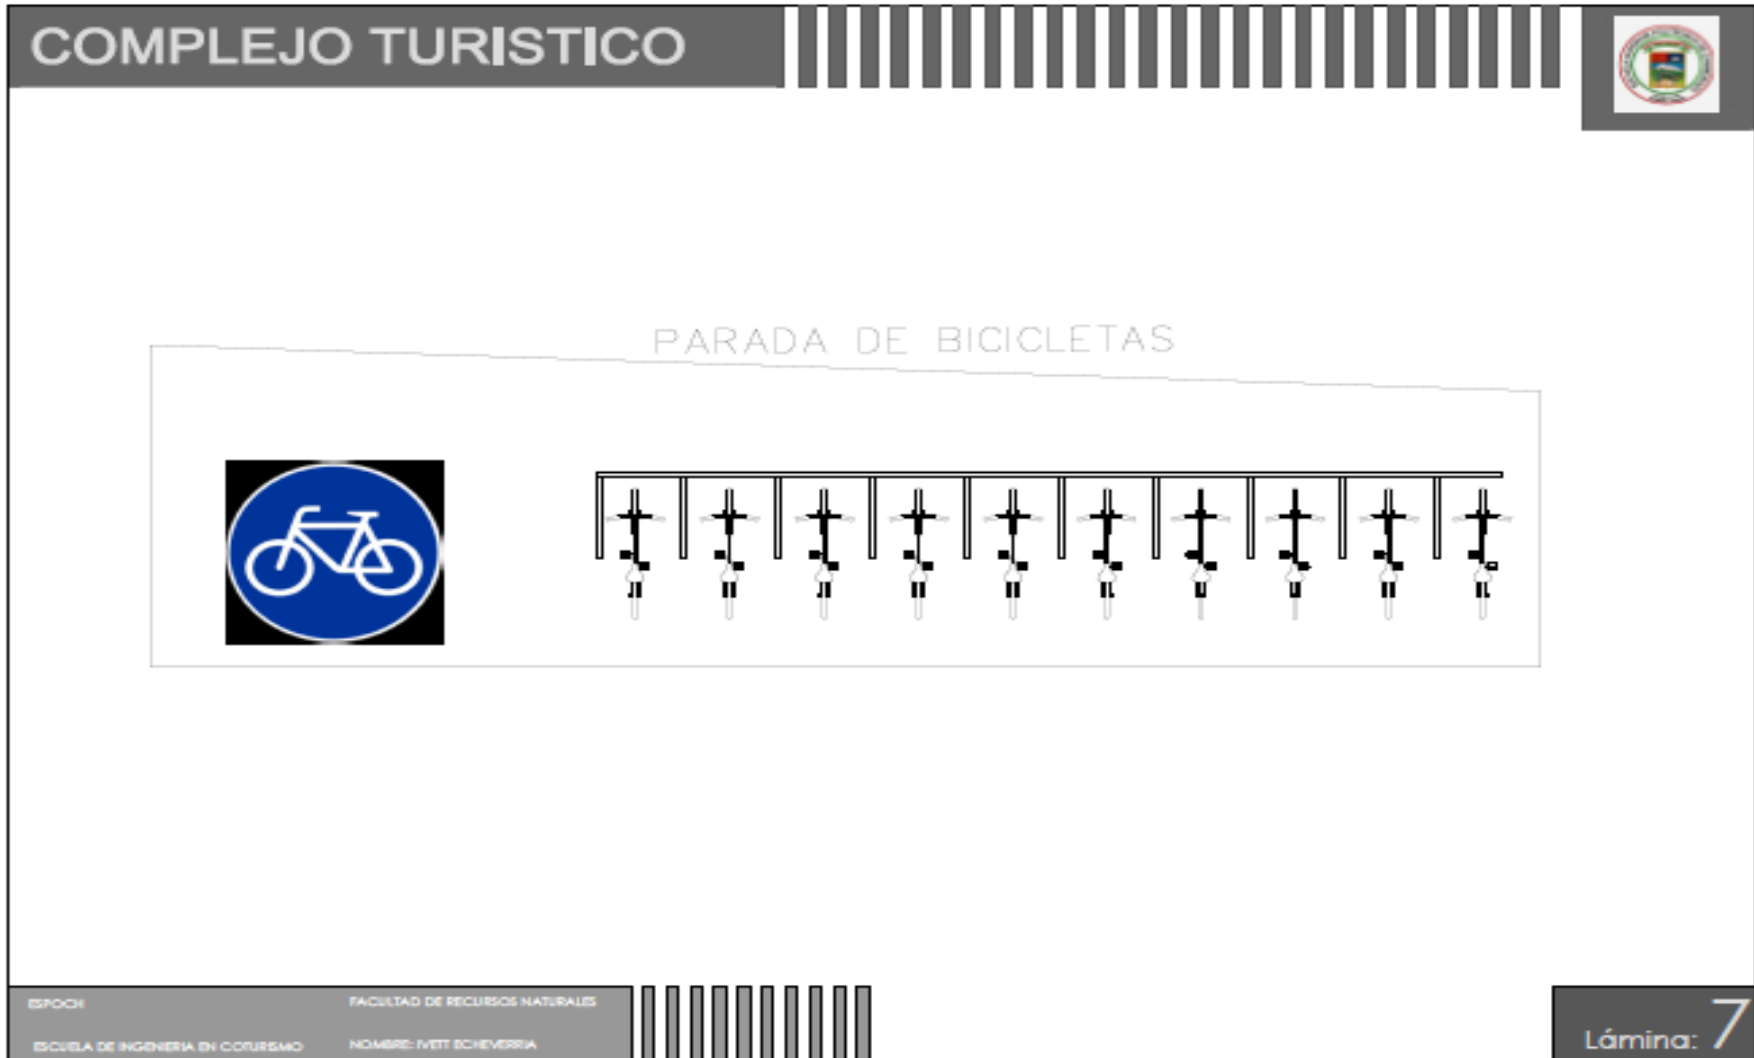 COMPLEJO TURISTICO
PARADA DE BICICLETAS
ESPOCH
FACULTAD DE RECURSOS NATURALES
ESCUELA DE INGENIERIA EN COTURISMO
NOMBRE: IVETT ECHEVERRIA
Lámina: 7